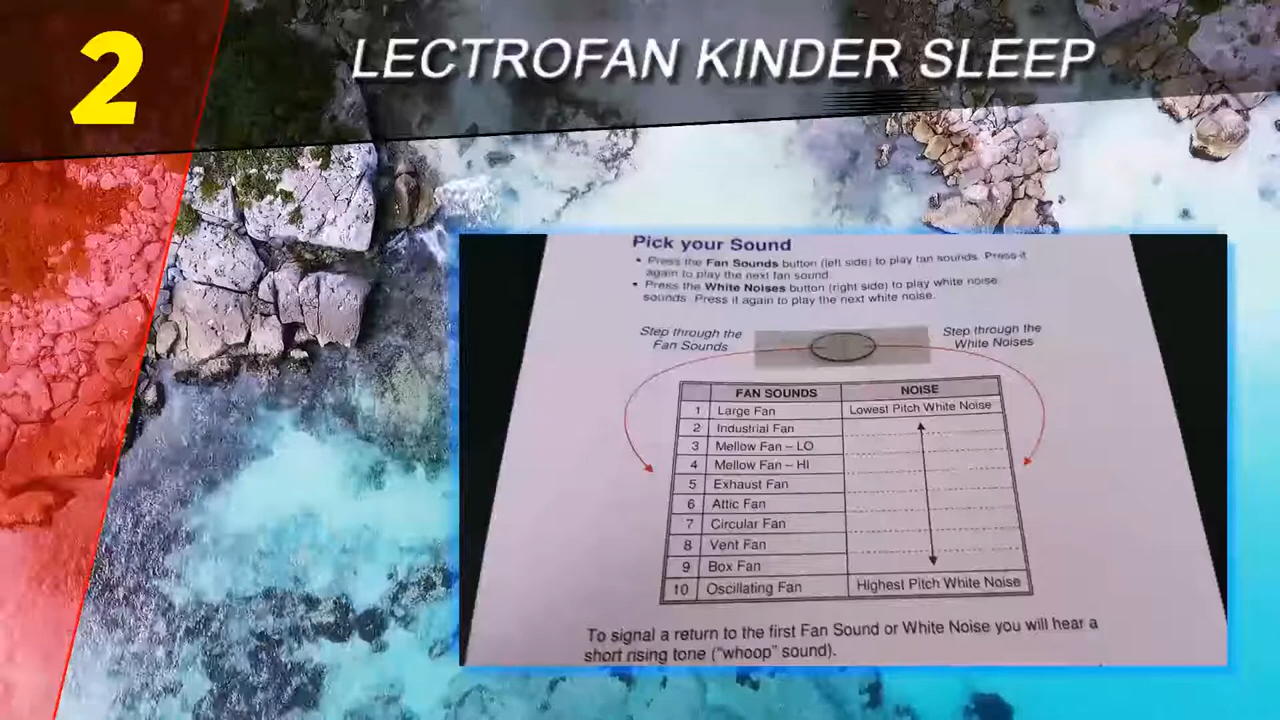 2
LECTROFAN KINDER SLEEP
Pick your Sound
• Press the Fan Sounds button (left side) to play fan sounds. Press it
again to play the next fan sound.
• Press the White Noises button (right side) to play white noise
sounds. Press it again to play the next white noise.
Step through the
Fan Sounds
Step through the
White Noises
FAN SOUNDS NOISE
1 Large Fan Lowest Pitch White Noise
2 Industrial Fan
3 Mellow Fan – LO
4 Mellow Fan – HI
5 Exhaust Fan
6 Attic Fan
7 Circular Fan
8 Vent Fan
9 Box Fan
10 Oscillating Fan Highest Pitch White Noise
To signal a return to the first Fan Sound or White Noise you will hear a
short rising tone ("whoop" sound).